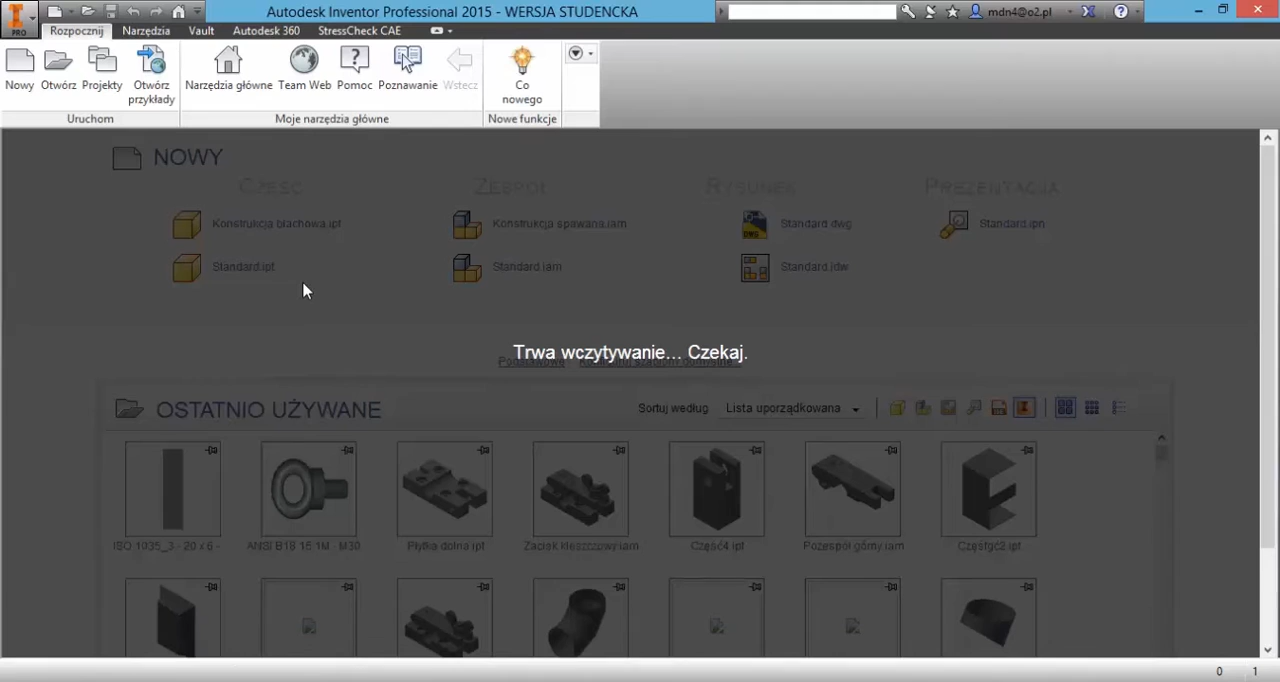 Autodesk Inventor Professional 2015 - WERSJA STUDENCKA
mdn4@o2.pl
PRO
Rozpocznij Narzędzia Vault Autodesk 360 StressCheck CAE
Nowy Otwórz Projekty Otwórz przykłady Narzędzia główne Team Web Pomoc Poznawanie Wstecz Co nowego
Uruchom Moje narzędzia główne Nowe funkcje
NOWY
CZĘŚĆ ZESPÓŁ RYSUNEK PREZENTACJA
Konstrukcja blachowa.ipt Konstrukcja spawana.iam Standard.dwg Standard.ipn
Standard.ipt Standard.iam Standard.idw
Trwa wczytywanie... Czekaj.
OSTATNIO UŻYWANE Sortuj według Lista uporządkowana
ISO 1035_3 - 20 x 6 - ANSI B18 15 1M - M30 Płytka dolna.ipt Zacisk kleszczowy.iam Część4.ipt Pozespół górny.iam Częśfgć2.ipt
0 1